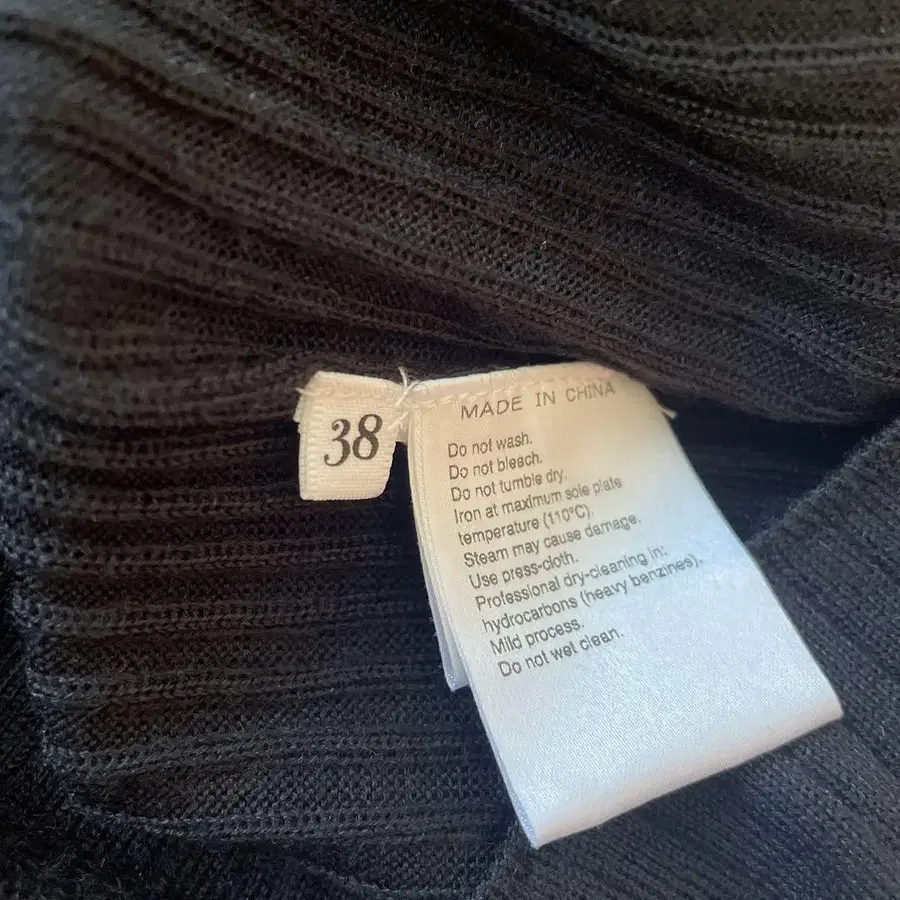 38
MADE IN CHINA
Do not wash.
Do not bleach.
Do not tumble dry.
Iron at maximum sole plate
temperature (110°C).
Steam may cause damage.
Use press-cloth.
Professional dry-cleaning in:
hydrocarbons (heavy benzines).
Mild process.
Do not wet clean.